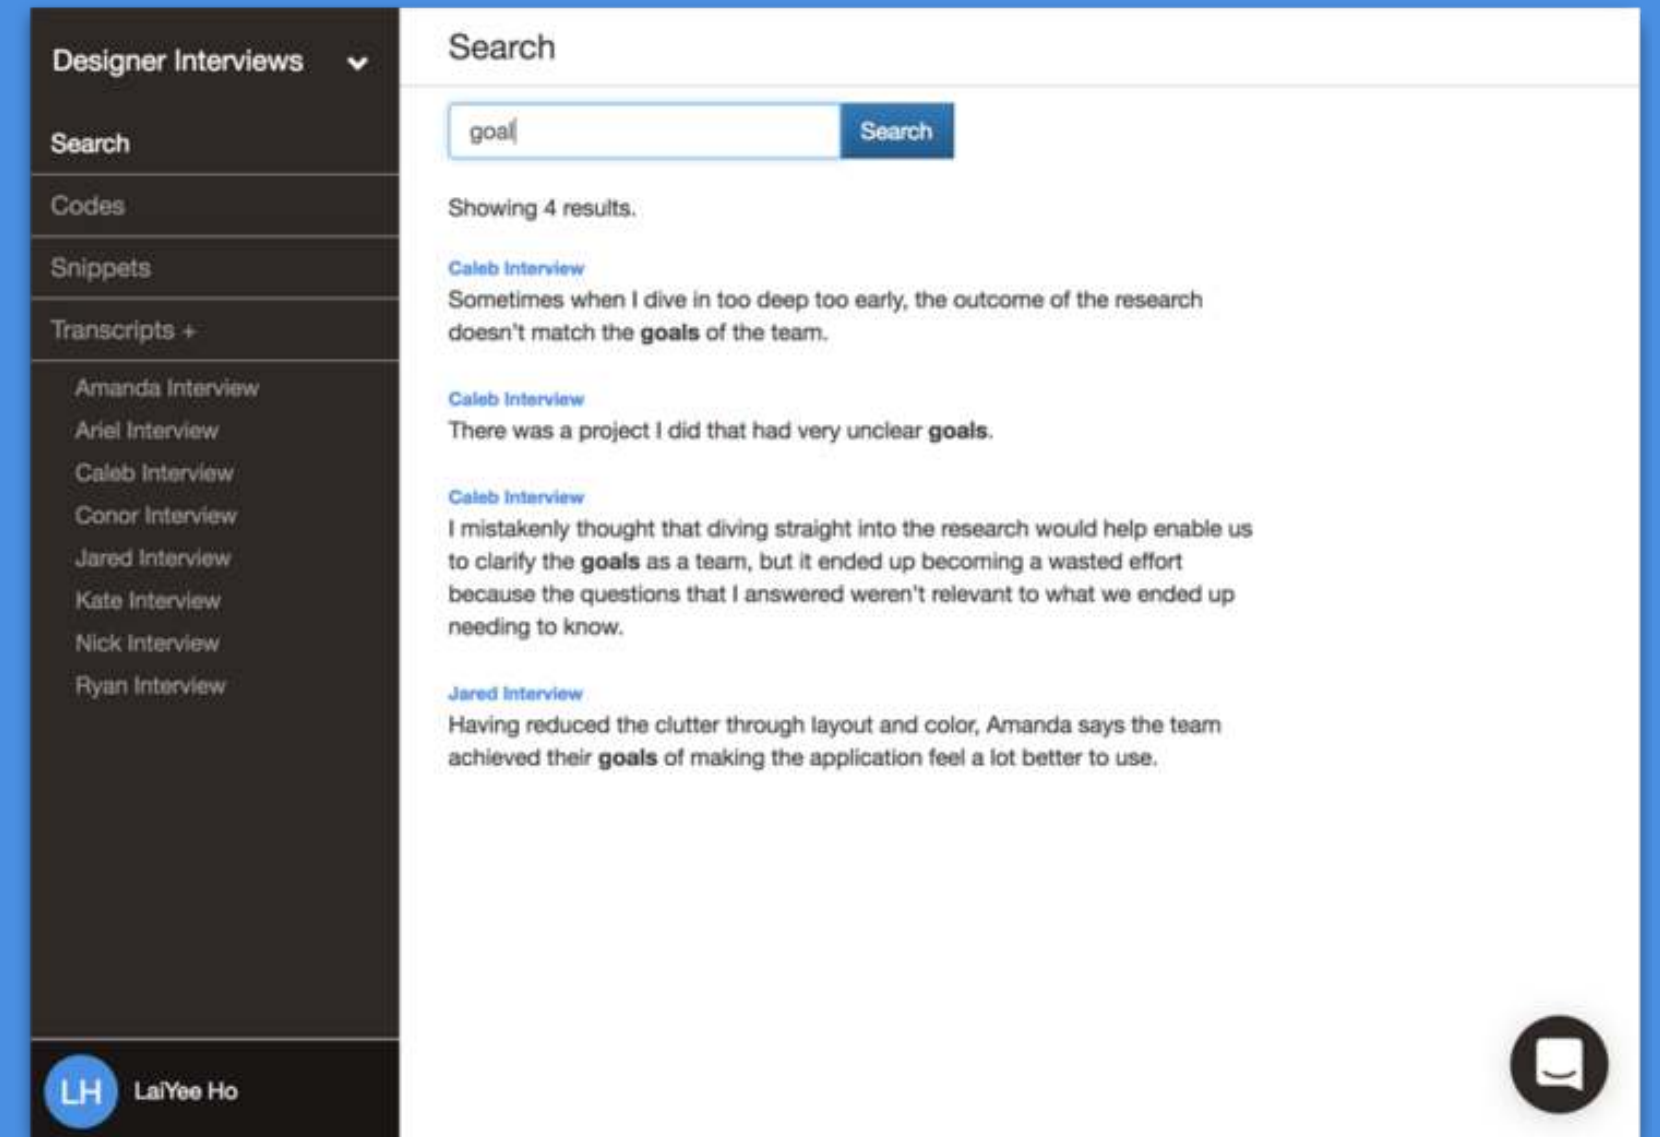 Designer Interviews
Search
Codes
Snippets
Transcripts +
Amanda Interview
Ariel Interview
Caleb Interview
Conor Interview
Jared Interview
Kate Interview
Nick Interview
Ryan Interview
LH
LaiYee Ho
Search
goal
Search
Showing 4 results.
Caleb Interview
Sometimes when I dive in too deep too early, the outcome of the research
doesn't match the goals of the team.
Caleb Interview
There was a project I did that had very unclear goals.
Caleb Interview
I mistakenly thought that diving straight into the research would help enable us
to clarify the goals as a team, but it ended up becoming a wasted effort
because the questions that I answered weren't relevant to what we ended up
needing to know.
Jared Interview
Having reduced the clutter through layout and color, Amanda says the team
achieved their goals of making the application feel a lot better to use.